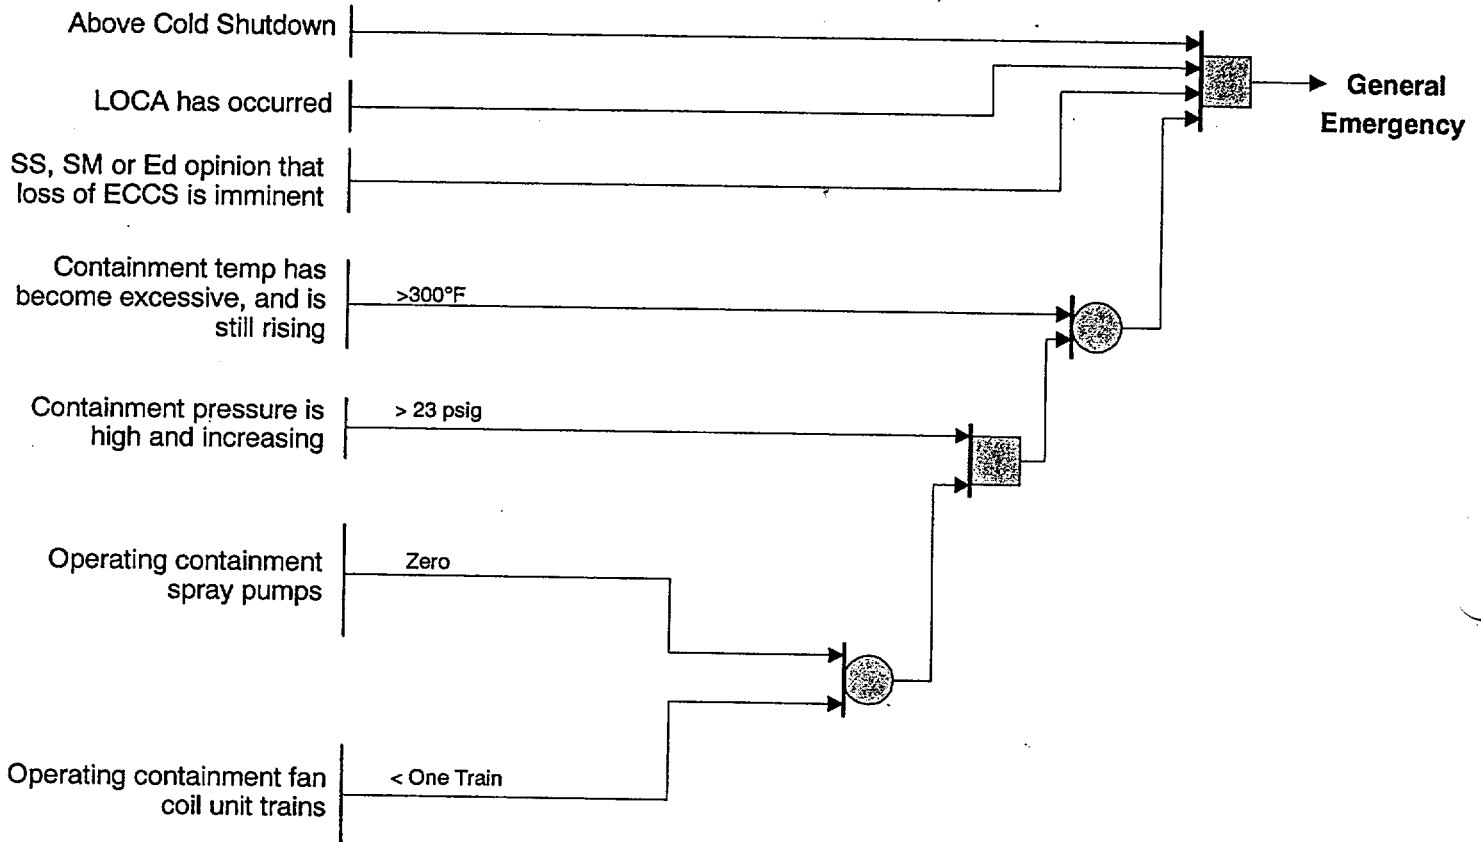 Above Cold Shutdown
LOCA has occurred
General
Emergency
SS, SM or Ed opinion that
loss of ECCS is imminent
Containment temp has
become excessive, and is
still rising
>300°F
Containment pressure is
high and increasing
> 23 psig
Operating containment
spray pumps
Zero
Operating containment fan
coil unit trains
< One Train